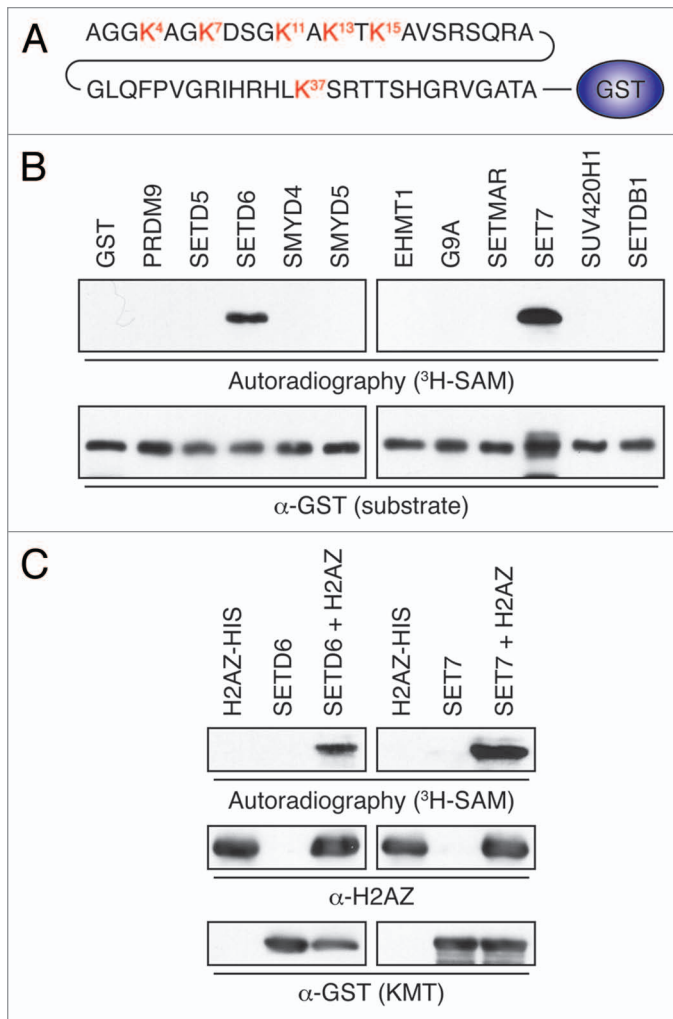 A
AGGK⁴AGK⁷DSGK¹¹AK¹³TK¹⁵AVSRSQRA
GLQFPVGRIHRHLK³⁷SRTTSHGRVGATA
GST
B
GST PRDM9 SETD5 SETD6 SMYD4 SMYD5 EHMT1 G9A SETMAR SET7 SUV420H1 SETDB1
Autoradiography (³H-SAM)
α-GST (substrate)
C
H2AZ-HIS SETD6 SETD6 + H2AZ H2AZ-HIS SET7 SET7 + H2AZ
Autoradiography (³H-SAM)
α-H2AZ
α-GST (KMT)